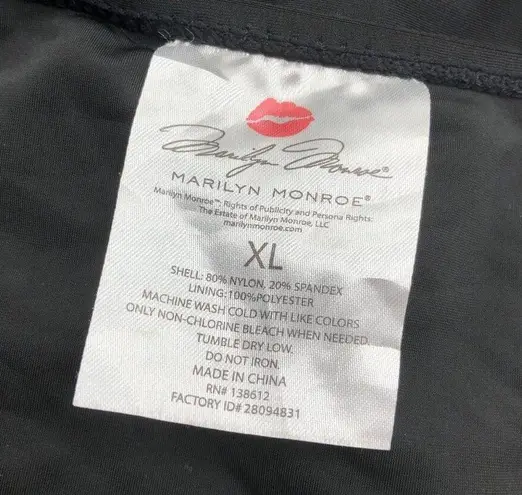 Marilyn Monroe®
MARILYN MONROE®
Marilyn Monroe™; Rights of Publicity and Persona Rights:
The Estate of Marilyn Monroe, LLC
marilynmonroe.com
XL
SHELL: 80% NYLON, 20% SPANDEX
LINING: 100%POLYESTER
MACHINE WASH COLD WITH LIKE COLORS
ONLY NON-CHLORINE BLEACH WHEN NEEDED.
TUMBLE DRY LOW.
DO NOT IRON.
MADE IN CHINA
RN# 138612
FACTORY ID# 28094831